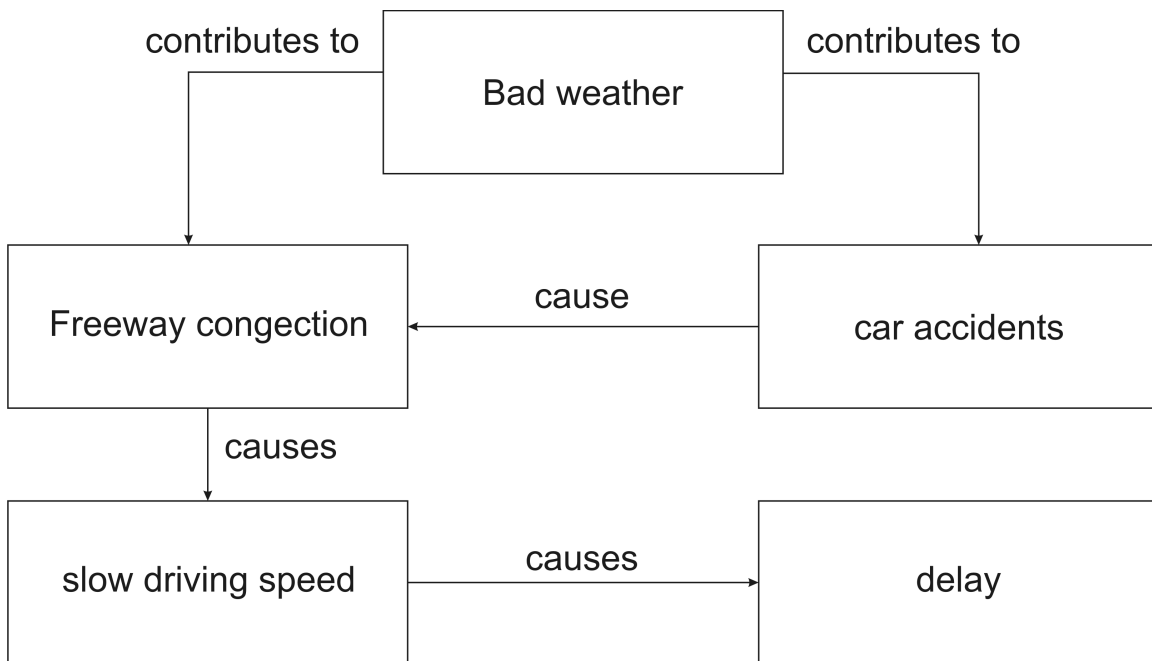 contributes to
contributes to
Bad weather
Freeway congection
cause
car accidents
causes
slow driving speed
causes
delay